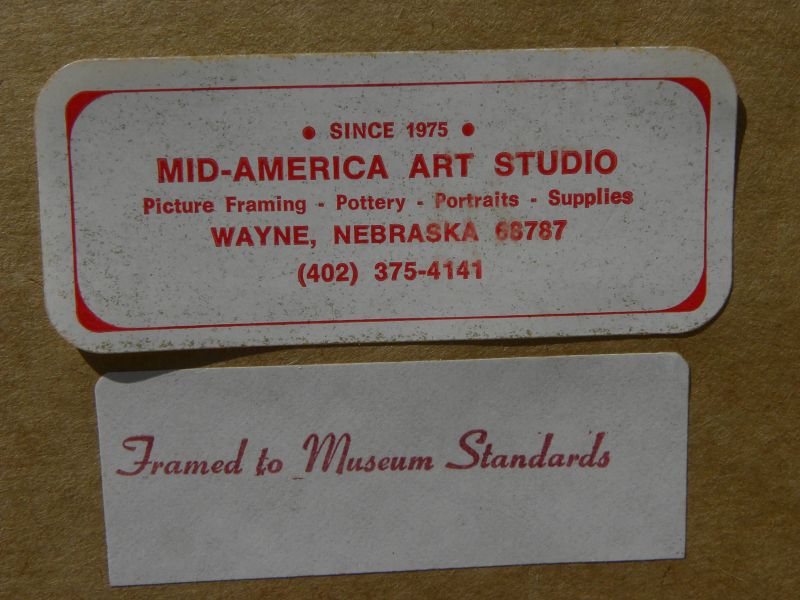 • SINCE 1975 •
MID-AMERICA ART STUDIO
Picture Framing - Pottery - Portraits - Supplies
WAYNE, NEBRASKA 68787
(402) 375-4141
Framed to Museum Standards